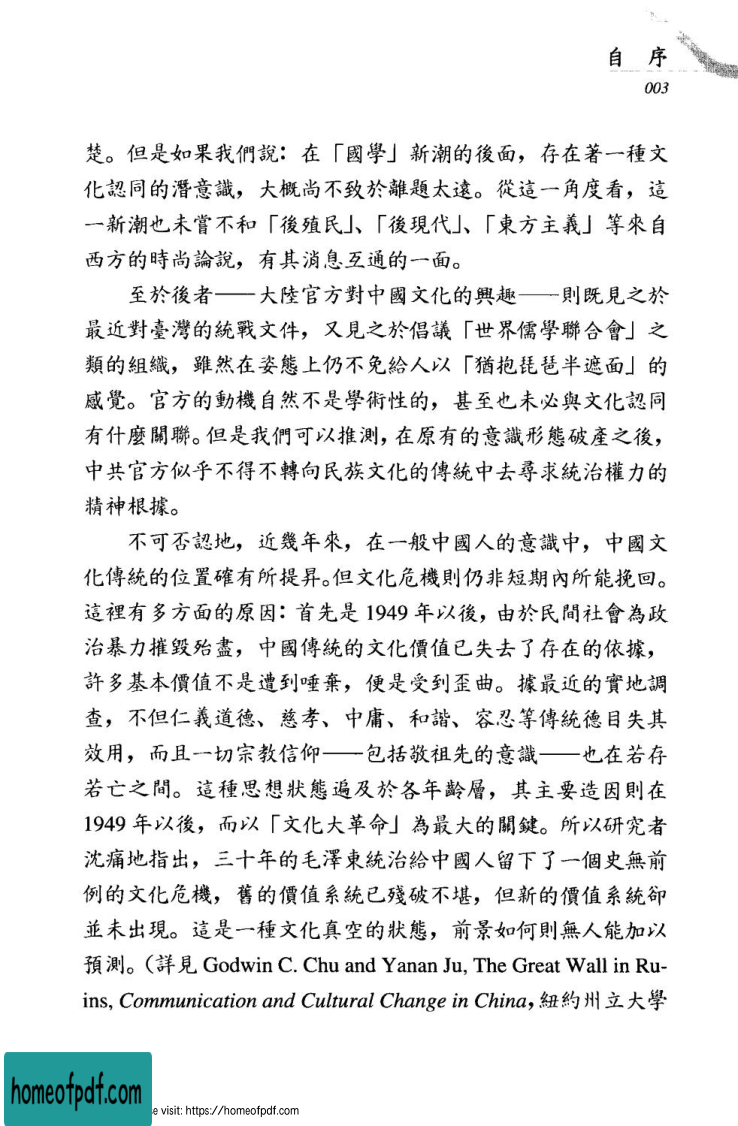 自序
003
楚。但是如果我們說：在「國學」新潮的後面，存在著一種文
化認同的潛意識，大概尚不致於離題太遠。從這一角度看，這
一新潮也未嘗不和「後殖民」、「後現代」、「東方主義」等來自
西方的時尚論說，有其消息互通的一面。
至於後者——大陸官方對中國文化的興趣——則既見之於
最近對臺灣的統戰文件，又見之於倡議「世界儒學聯合會」之
類的組織，雖然在姿態上仍不免給人以「猶抱琵琶半遮面」的
感覺。官方的動機自然不是學術性的，甚至也未必與文化認同
有什麼關聯。但是我們可以推測，在原有的意識形態破產之後，
中共官方似乎不得不轉向民族文化的傳統中去尋求統治權力的
精神根據。
不可否認地，近幾年來，在一般中國人的意識中，中國文
化傳統的位置確有所提昇。但文化危機則仍非短期內所能挽回。
這裡有多方面的原因：首先是 1949 年以後，由於民間社會為政
治暴力摧毀殆盡，中國傳統的文化價值已失去了存在的依據，
許多基本價值不是遭到唾棄，便是受到歪曲。據最近的實地調
查，不但仁義道德、慈孝、中庸、和諧、容忍等傳統德目失其
效用，而且一切宗教信仰——包括敬祖先的意識——也在若存
若亡之間。這種思想狀態遍及於各年齡層，其主要造因則在
1949 年以後，而以「文化大革命」為最大的關鍵。所以研究者
沈痛地指出，三十年的毛澤東統治給中國人留下了一個史無前
例的文化危機，舊的價值系統已殘破不堪，但新的價值系統卻
並未出現。這是一種文化真空的狀態，前景如何則無人能加以
預測。（詳見 Godwin C. Chu and Yanan Ju, The Great Wall in Ru-
ins, Communication and Cultural Change in China，紐約州立大學
homeofpdf.com
e visit: https://homeofpdf.com